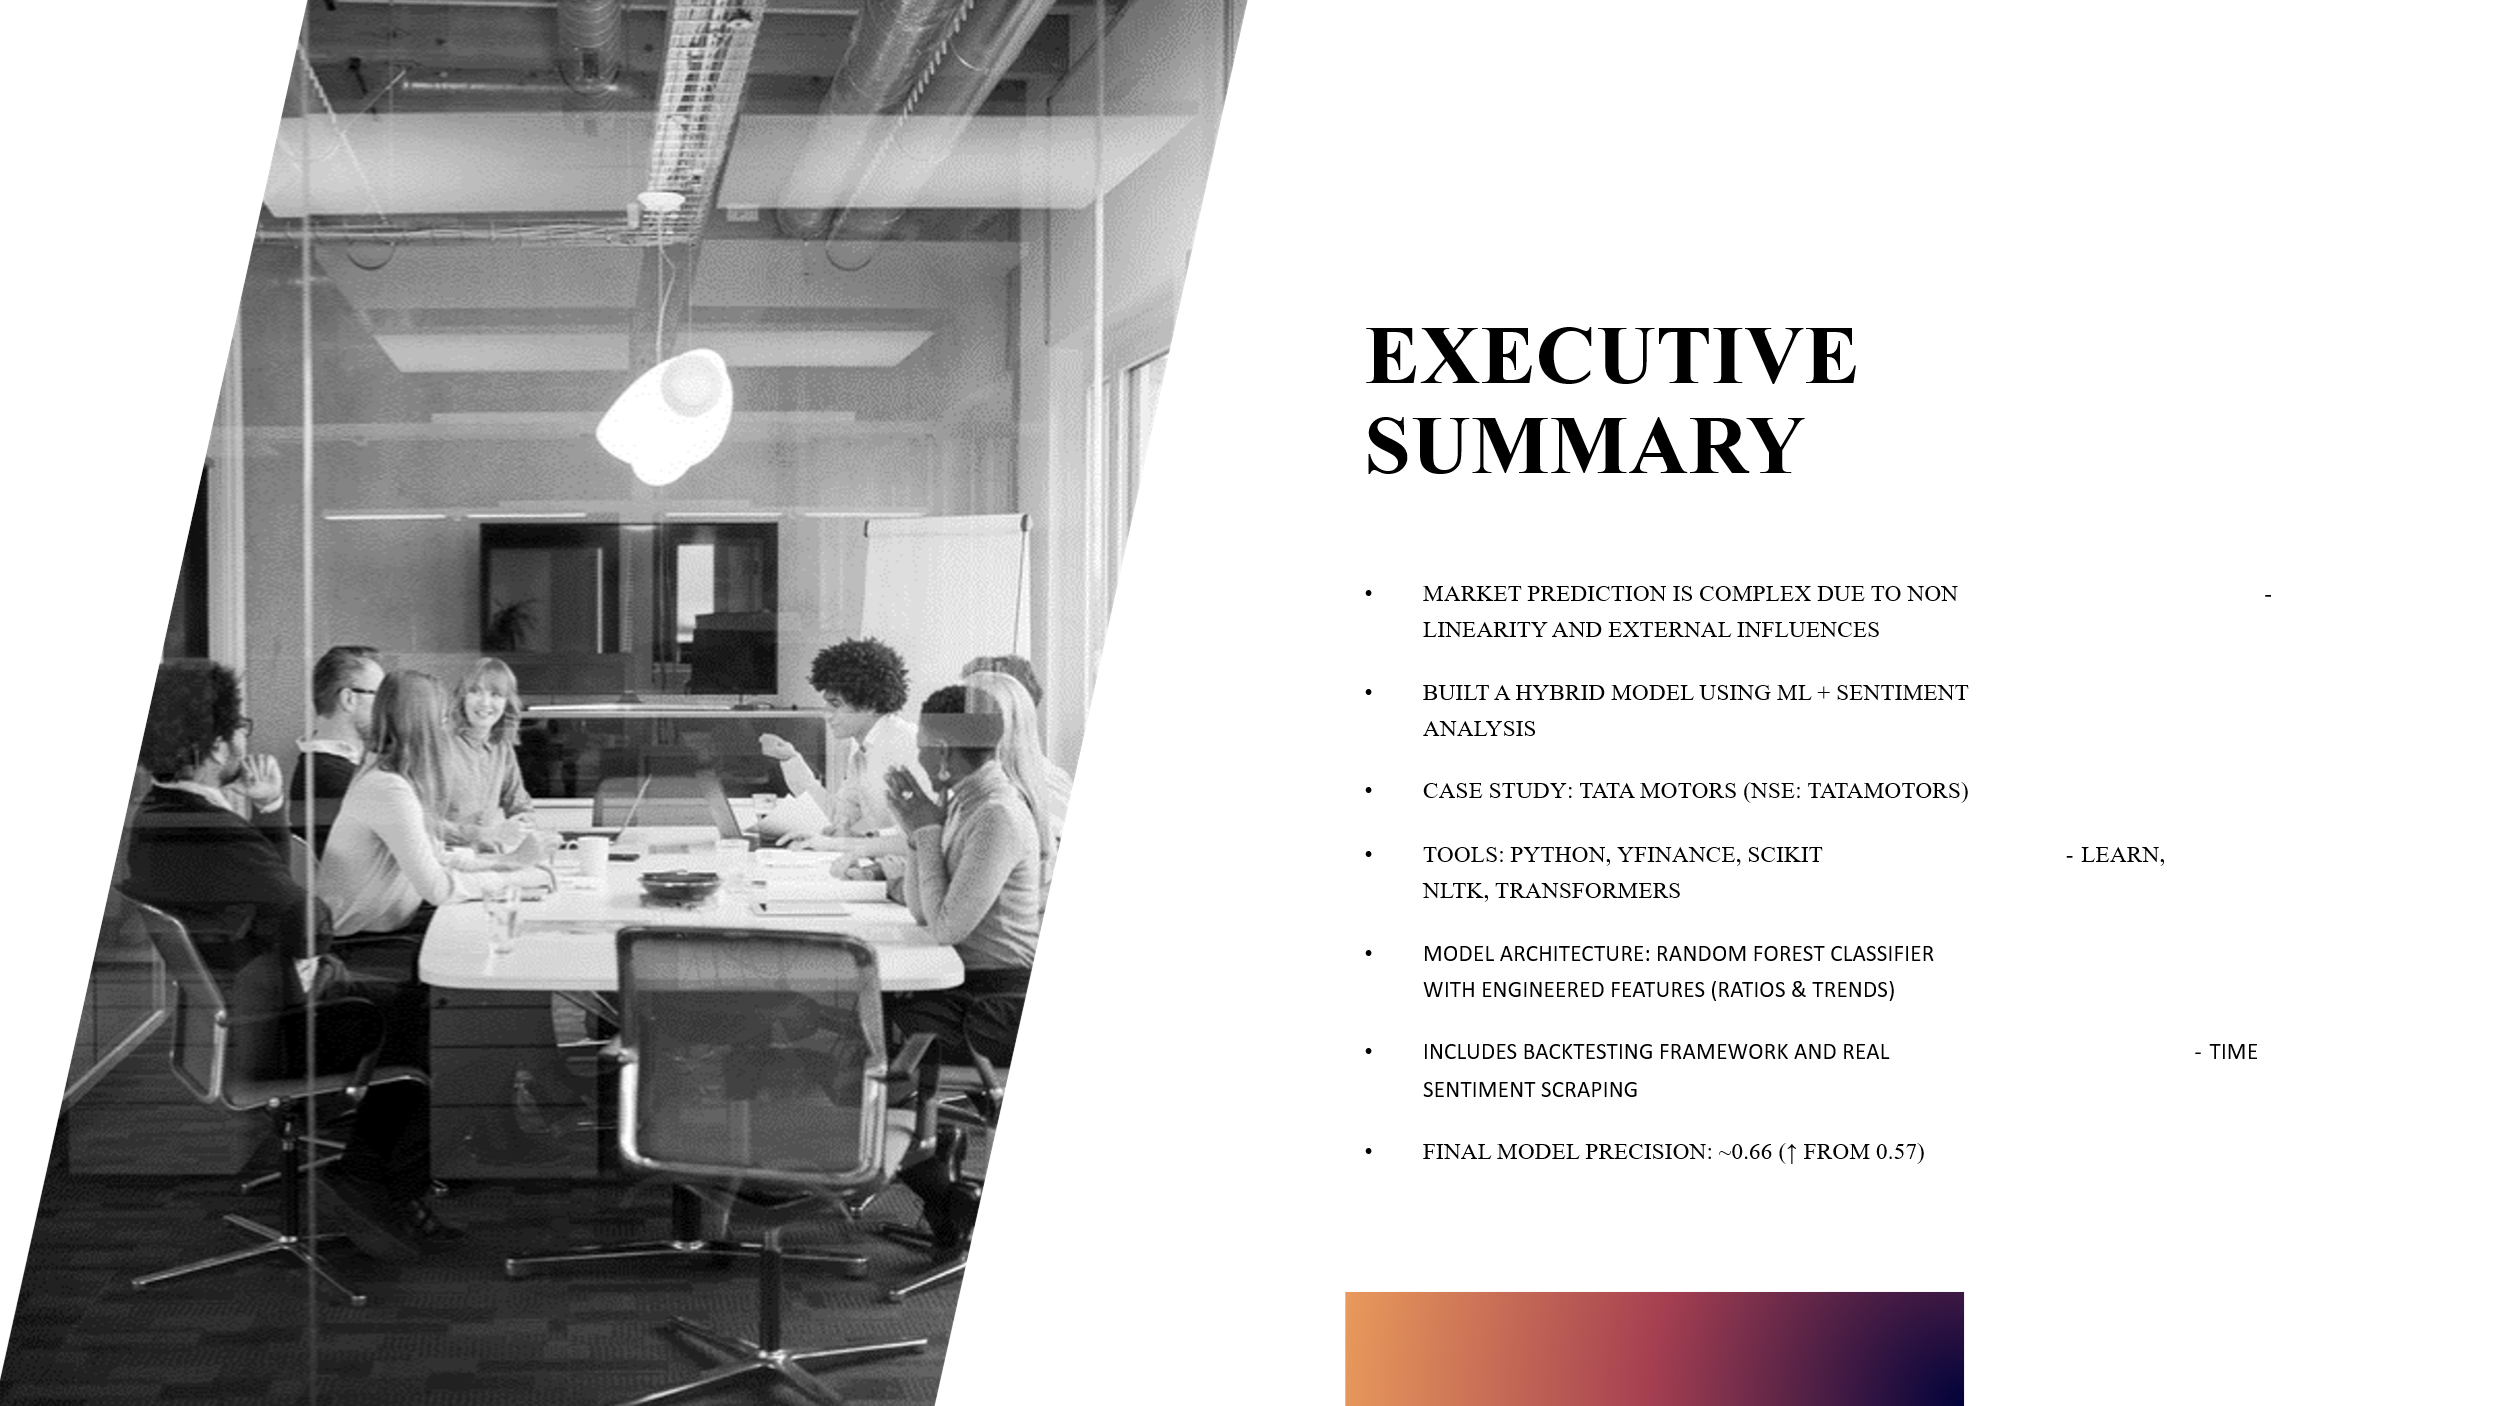 EXECUTIVE
SUMMARY
• MARKET PREDICTION IS COMPLEX DUE TO NON -
LINEARITY AND EXTERNAL INFLUENCES
• BUILT A HYBRID MODEL USING ML + SENTIMENT
ANALYSIS
• CASE STUDY: TATA MOTORS (NSE: TATAMOTORS)
• TOOLS: PYTHON, YFINANCE, SCIKIT - LEARN,
NLTK, TRANSFORMERS
• MODEL ARCHITECTURE: RANDOM FOREST CLASSIFIER
WITH ENGINEERED FEATURES (RATIOS & TRENDS)
• INCLUDES BACKTESTING FRAMEWORK AND REAL - TIME
SENTIMENT SCRAPING
• FINAL MODEL PRECISION: ~0.66 (↑ FROM 0.57)